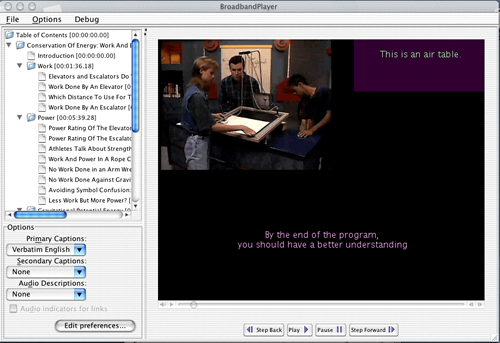 BroadbandPlayer
File Options Debug
Table of Contents [00:00:00.00]
Conservation Of Energy: Work And E
Introduction [00:00:00.00]
Work [00:01:36.18]
Elevators and Escalators Do
Work Done By An Elevator [0
Which Distance To Use For T
Work Done By An Escalator [0
Power [00:05:39.28]
Power Rating Of The Elevator
Power Rating Of The Escalato
Athletes Talk About Strength
Work And Power In A Rope C
No Work Done in an Arm Wre
No Work Done Against Gravi
Avoiding Symbol Confusion:
Less Work But More Power? [
Gravitational Potential Energy [0
This is an air table.
By the end of the program,
you should have a better understanding
Options
Primary Captions:
Verbatim English
Secondary Captions:
None
Audio Descriptions:
None
Audio indicators for links
Edit preferences...
Step Back Play Pause Step Forward